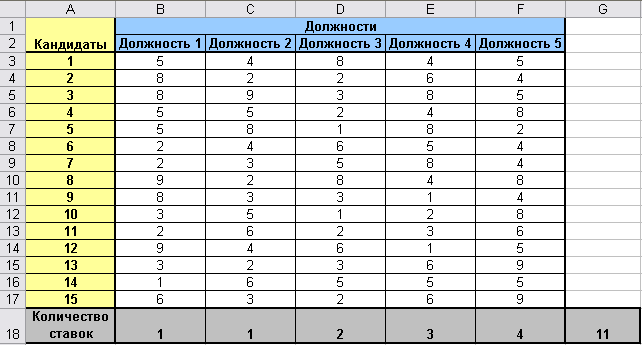 A B C D E F G
1 Должности
2 Кандидаты Должность 1 Должность 2 Должность 3 Должность 4 Должность 5
3 1 5 4 8 4 5
4 2 8 2 2 6 4
5 3 8 9 3 8 5
6 4 5 5 2 4 8
7 5 5 8 1 8 2
8 6 2 4 6 5 4
9 7 2 3 5 8 4
10 8 9 2 8 4 8
11 9 8 3 3 1 4
12 10 3 5 1 2 8
13 11 2 6 2 3 6
14 12 9 4 6 1 5
15 13 3 2 3 6 9
16 14 1 6 5 5 5
17 15 6 3 2 6 9
Количество
18 ставок 1 1 2 3 4 11